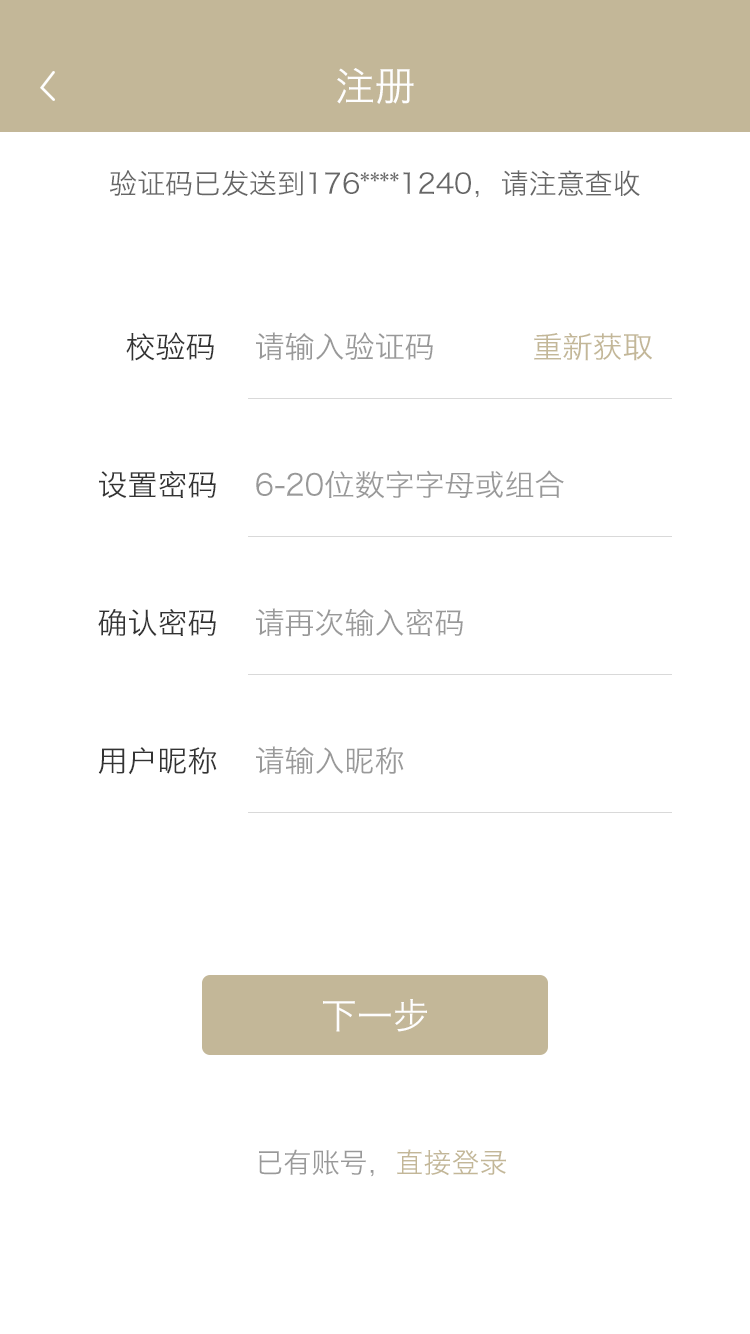 注册
验证码已发送到176****1240，请注意查收
校验码 请输入验证码 重新获取
设置密码 6-20位数字字母或组合
确认密码 请再次输入密码
用户昵称 请输入昵称
下一步
已有账号，直接登录